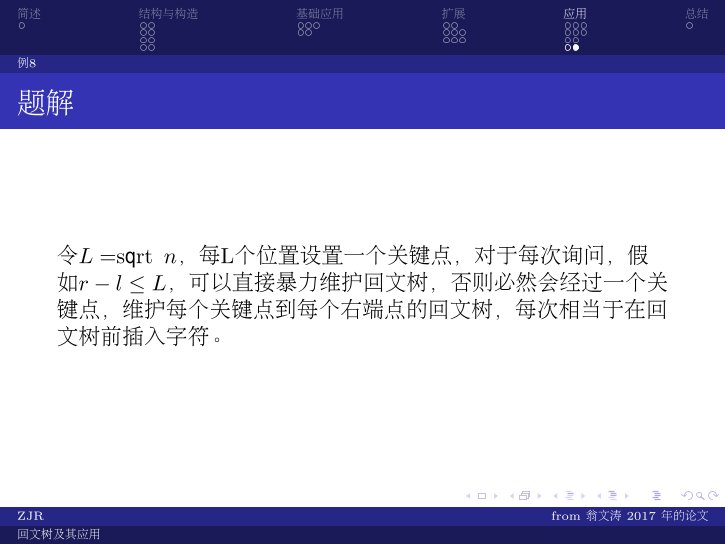 简述 结构与构造 基础应用 扩展 应用 总结
例8
题解
令L =sqrt n，每L个位置设置一个关键点，对于每次询问，假
如r − l ≤ L，可以直接暴力维护回文树，否则必然会经过一个关
键点，维护每个关键点到每个右端点的回文树，每次相当于在回
文树前插入字符。
ZJR from 翁文涛 2017 年的论文
回文树及其应用